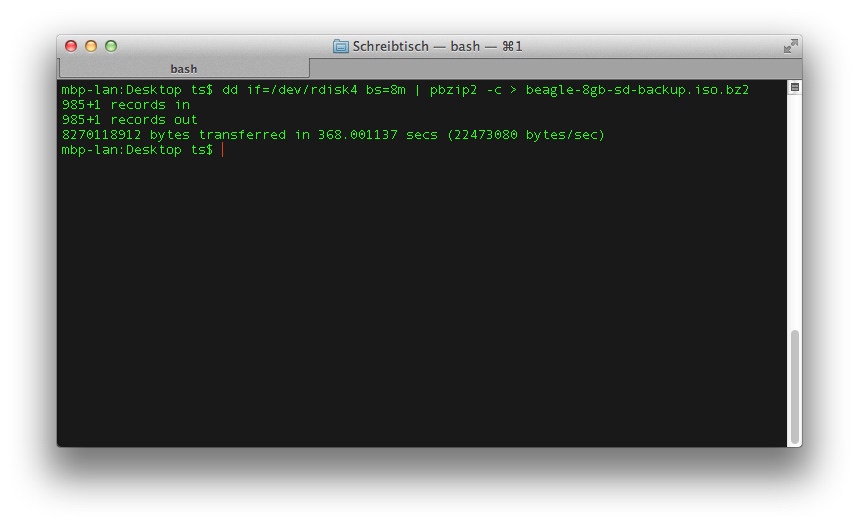 Schreibtisch — bash — ⌘1
bash
mbp-lan:Desktop ts$ dd if=/dev/rdisk4 bs=8m | pbzip2 -c > beagle-8gb-sd-backup.iso.bz2
985+1 records in
985+1 records out
8270118912 bytes transferred in 368.001137 secs (22473080 bytes/sec)
mbp-lan:Desktop ts$